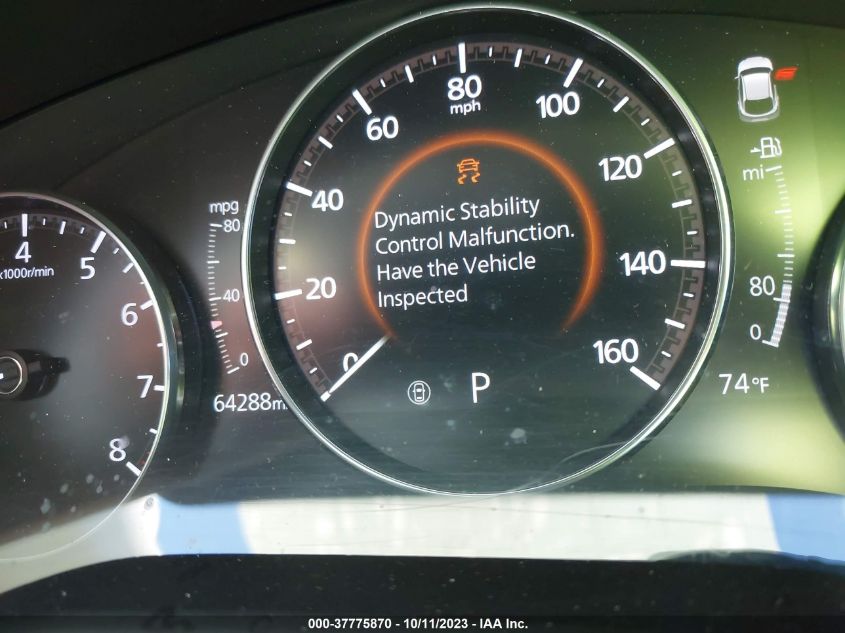 80
mph
60
100
40
120
20
140
0
160
Dynamic Stability
Control Malfunction.
Have the Vehicle
Inspected
P
4
x1000r/min
5
6
7
8
mpg
80
40
0
64288
mi
80
0
74°F
000-37775870 - 10/11/2023 - IAA Inc.